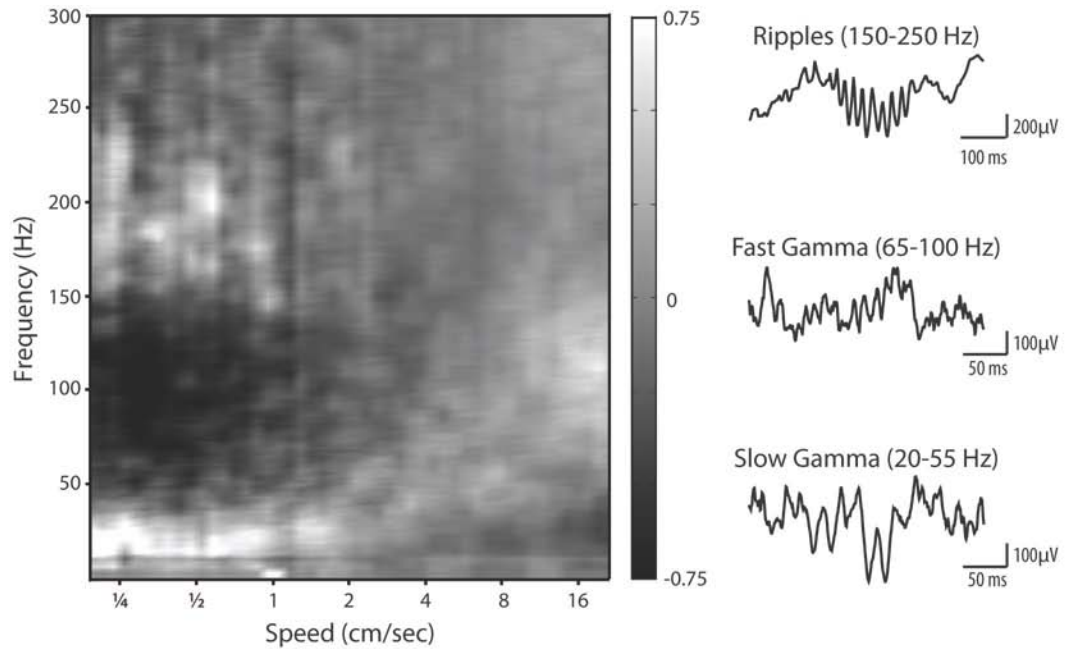 300
250
200
150
100
50
Frequency (Hz)
¼
½
1
2
4
8
16
Speed (cm/sec)
0.75
0
-0.75
Ripples (150-250 Hz)
200µV
100 ms
Fast Gamma (65-100 Hz)
100µV
50 ms
Slow Gamma (20-55 Hz)
100µV
50 ms